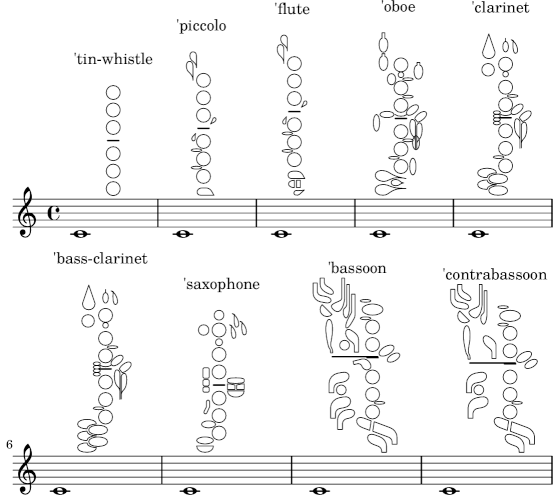 'tin-whistle
'piccolo
'flute
'oboe
'clarinet
'bass-clarinet
'saxophone
'bassoon
'contrabassoon
6